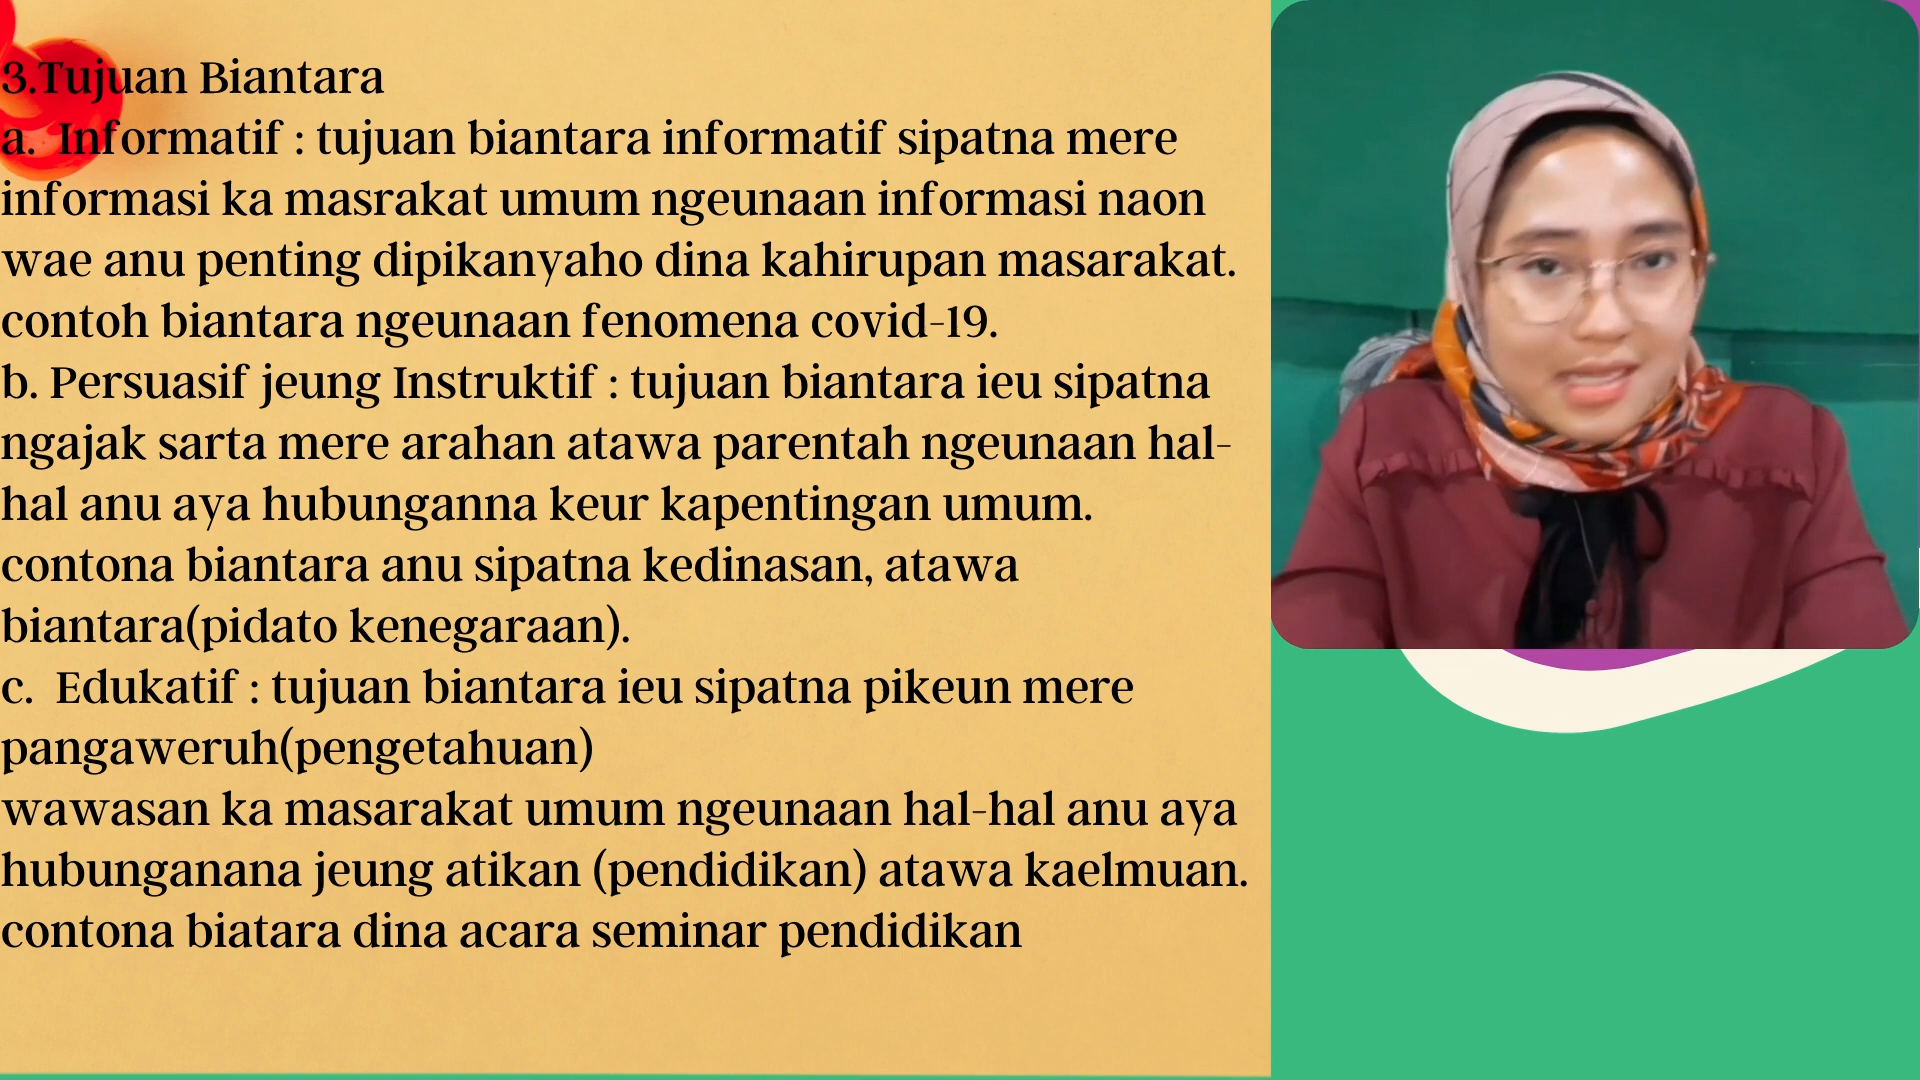 3.Tujuan Biantara
a.  Informatif : tujuan biantara informatif sipatna mere
informasi ka masrakat umum ngeunaan informasi naon
wae anu penting dipikanyaho dina kahirupan masarakat.
contoh biantara ngeunaan fenomena covid-19.
b. Persuasif jeung Instruktif : tujuan biantara ieu sipatna
ngajak sarta mere arahan atawa parentah ngeunaan hal-
hal anu aya hubunganna keur kapentingan umum.
contona biantara anu sipatna kedinasan, atawa
biantara(pidato kenegaraan).
c.  Edukatif : tujuan biantara ieu sipatna pikeun mere
pangaweruh(pengetahuan)
wawasan ka masarakat umum ngeunaan hal-hal anu aya
hubunganana jeung atikan (pendidikan) atawa kaelmuan.
contona biatara dina acara seminar pendidikan